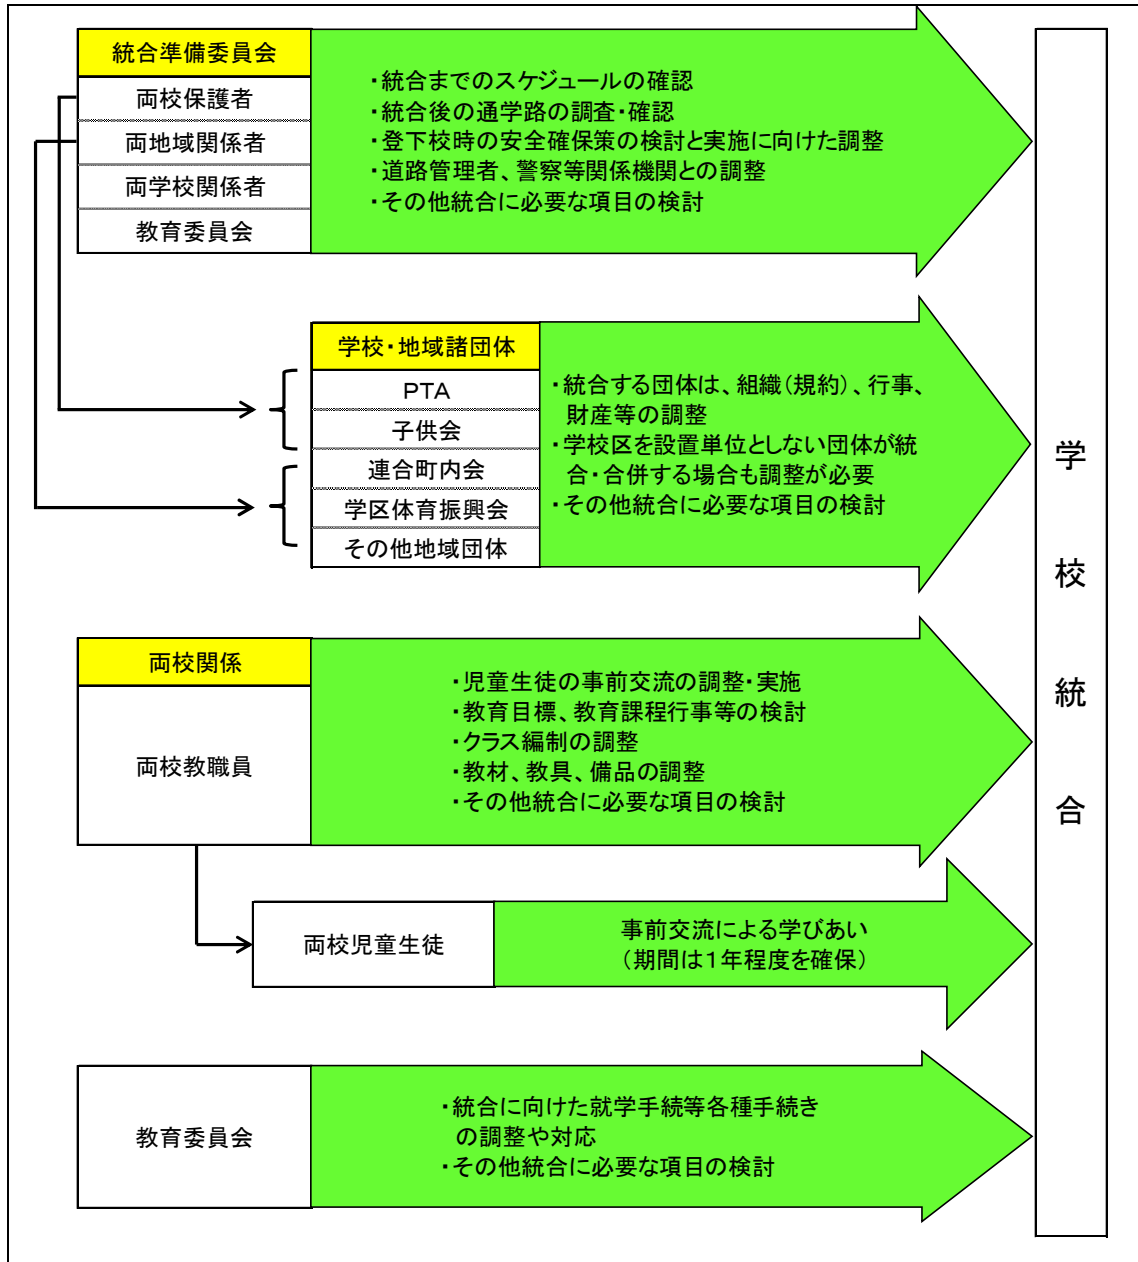 統合準備委員会
両校保護者
両地域関係者
両学校関係者
教育委員会
・統合までのスケジュールの確認
・統合後の通学路の調査・確認
・登下校時の安全確保策の検討と実施に向けた調整
・道路管理者、警察等関係機関との調整
・その他統合に必要な項目の検討
学校・地域諸団体
PTA
子供会
連合町内会
学区体育振興会
その他地域団体
・統合する団体は、組織(規約)、行事、
財産等の調整
・学校区を設置単位としない団体が統
合・合併する場合も調整が必要
・その他統合に必要な項目の検討
両校関係
両校教職員
・児童生徒の事前交流の調整・実施
・教育目標、教育課程行事等の検討
・クラス編制の調整
・教材、教具、備品の調整
・その他統合に必要な項目の検討
両校児童生徒
事前交流による学びあい
(期間は1年程度を確保)
教育委員会
・統合に向けた就学手続等各種手続き
の調整や対応
・その他統合に必要な項目の検討
学校統合